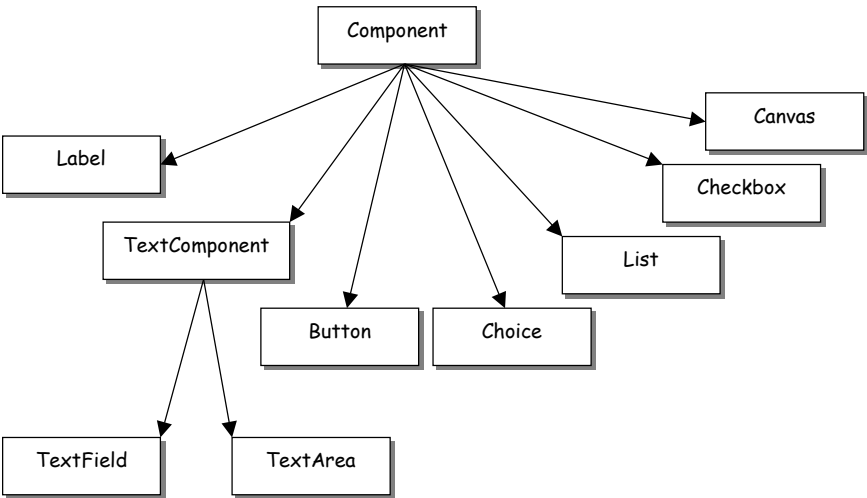 Component
Canvas
Label
Checkbox
TextComponent
List
Button
Choice
TextField
TextArea